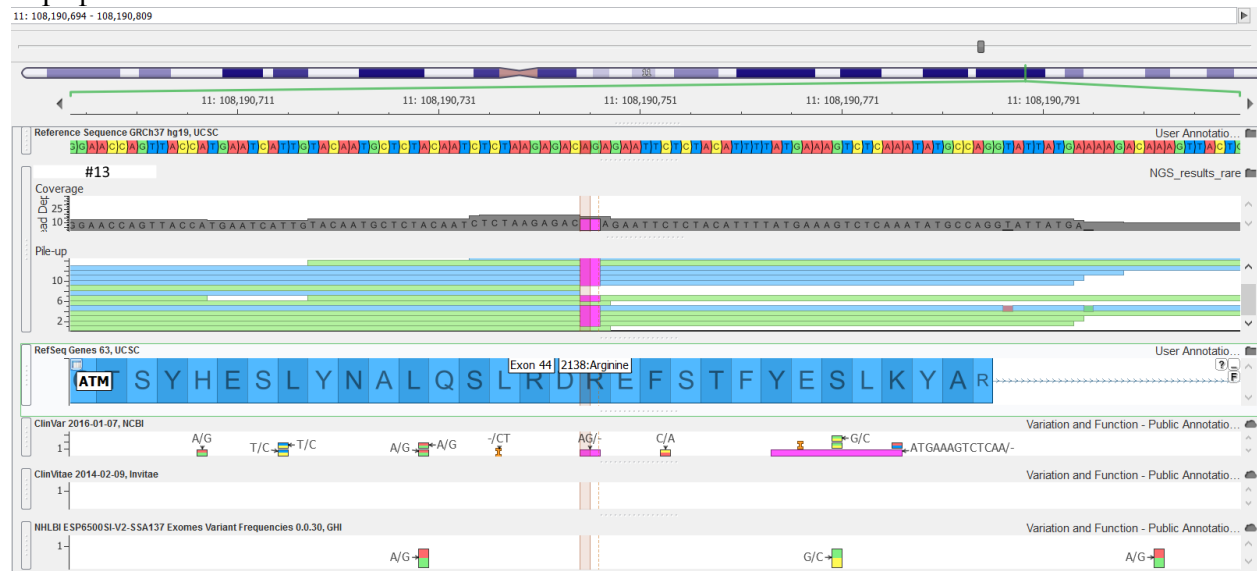 11: 108,190,694 - 108,190,809
11: 108,190,711 11: 108,190,731 11: 108,190,751 11: 108,190,771 11: 108,190,791
Reference Sequence GRCh37 hg19, UCSC User Annotatio...
GGAACCAGTTACCATGAATCATTGTACAATGCTCTACAATCTCTAAGAGACAGAGAATTCTCTACATTTTATGAAAGTCTCAAATATGCCAGGTATTATGAAAAGACAAAGTTACTG
#13 NGS_results_rare
Coverage
25
10
GGAACCAGTTACCATGAATCATTGTACAATGCTCTACAATCTCTAAGAGAC AGAATTCTCTACATTTTATGAAAGTCTCAAATATGCCAGGTATTATGA
Pile-up
10
6
2
RefSeq Genes 63, UCSC User Annotatio...
Exon 44 2138:Arginine ?
ATM T S Y H E S L Y N A L Q S L R D R E F S T F Y E S L K Y A R F
ClinVar 2016-01-07, NCBI Variation and Function - Public Annotatio...
A/G -/CT AG/- C/A G/C
1 T/C T/C A/G A/G ATGAAAGTCTCAA/-
ClinVitae 2014-02-09, Invitae Variation and Function - Public Annotatio...
1
NHLBI ESP6500SI-V2-SSA137 Exomes Variant Frequencies 0.0.30, GHI Variation and Function - Public Annotatio...
1
A/G G/C A/G